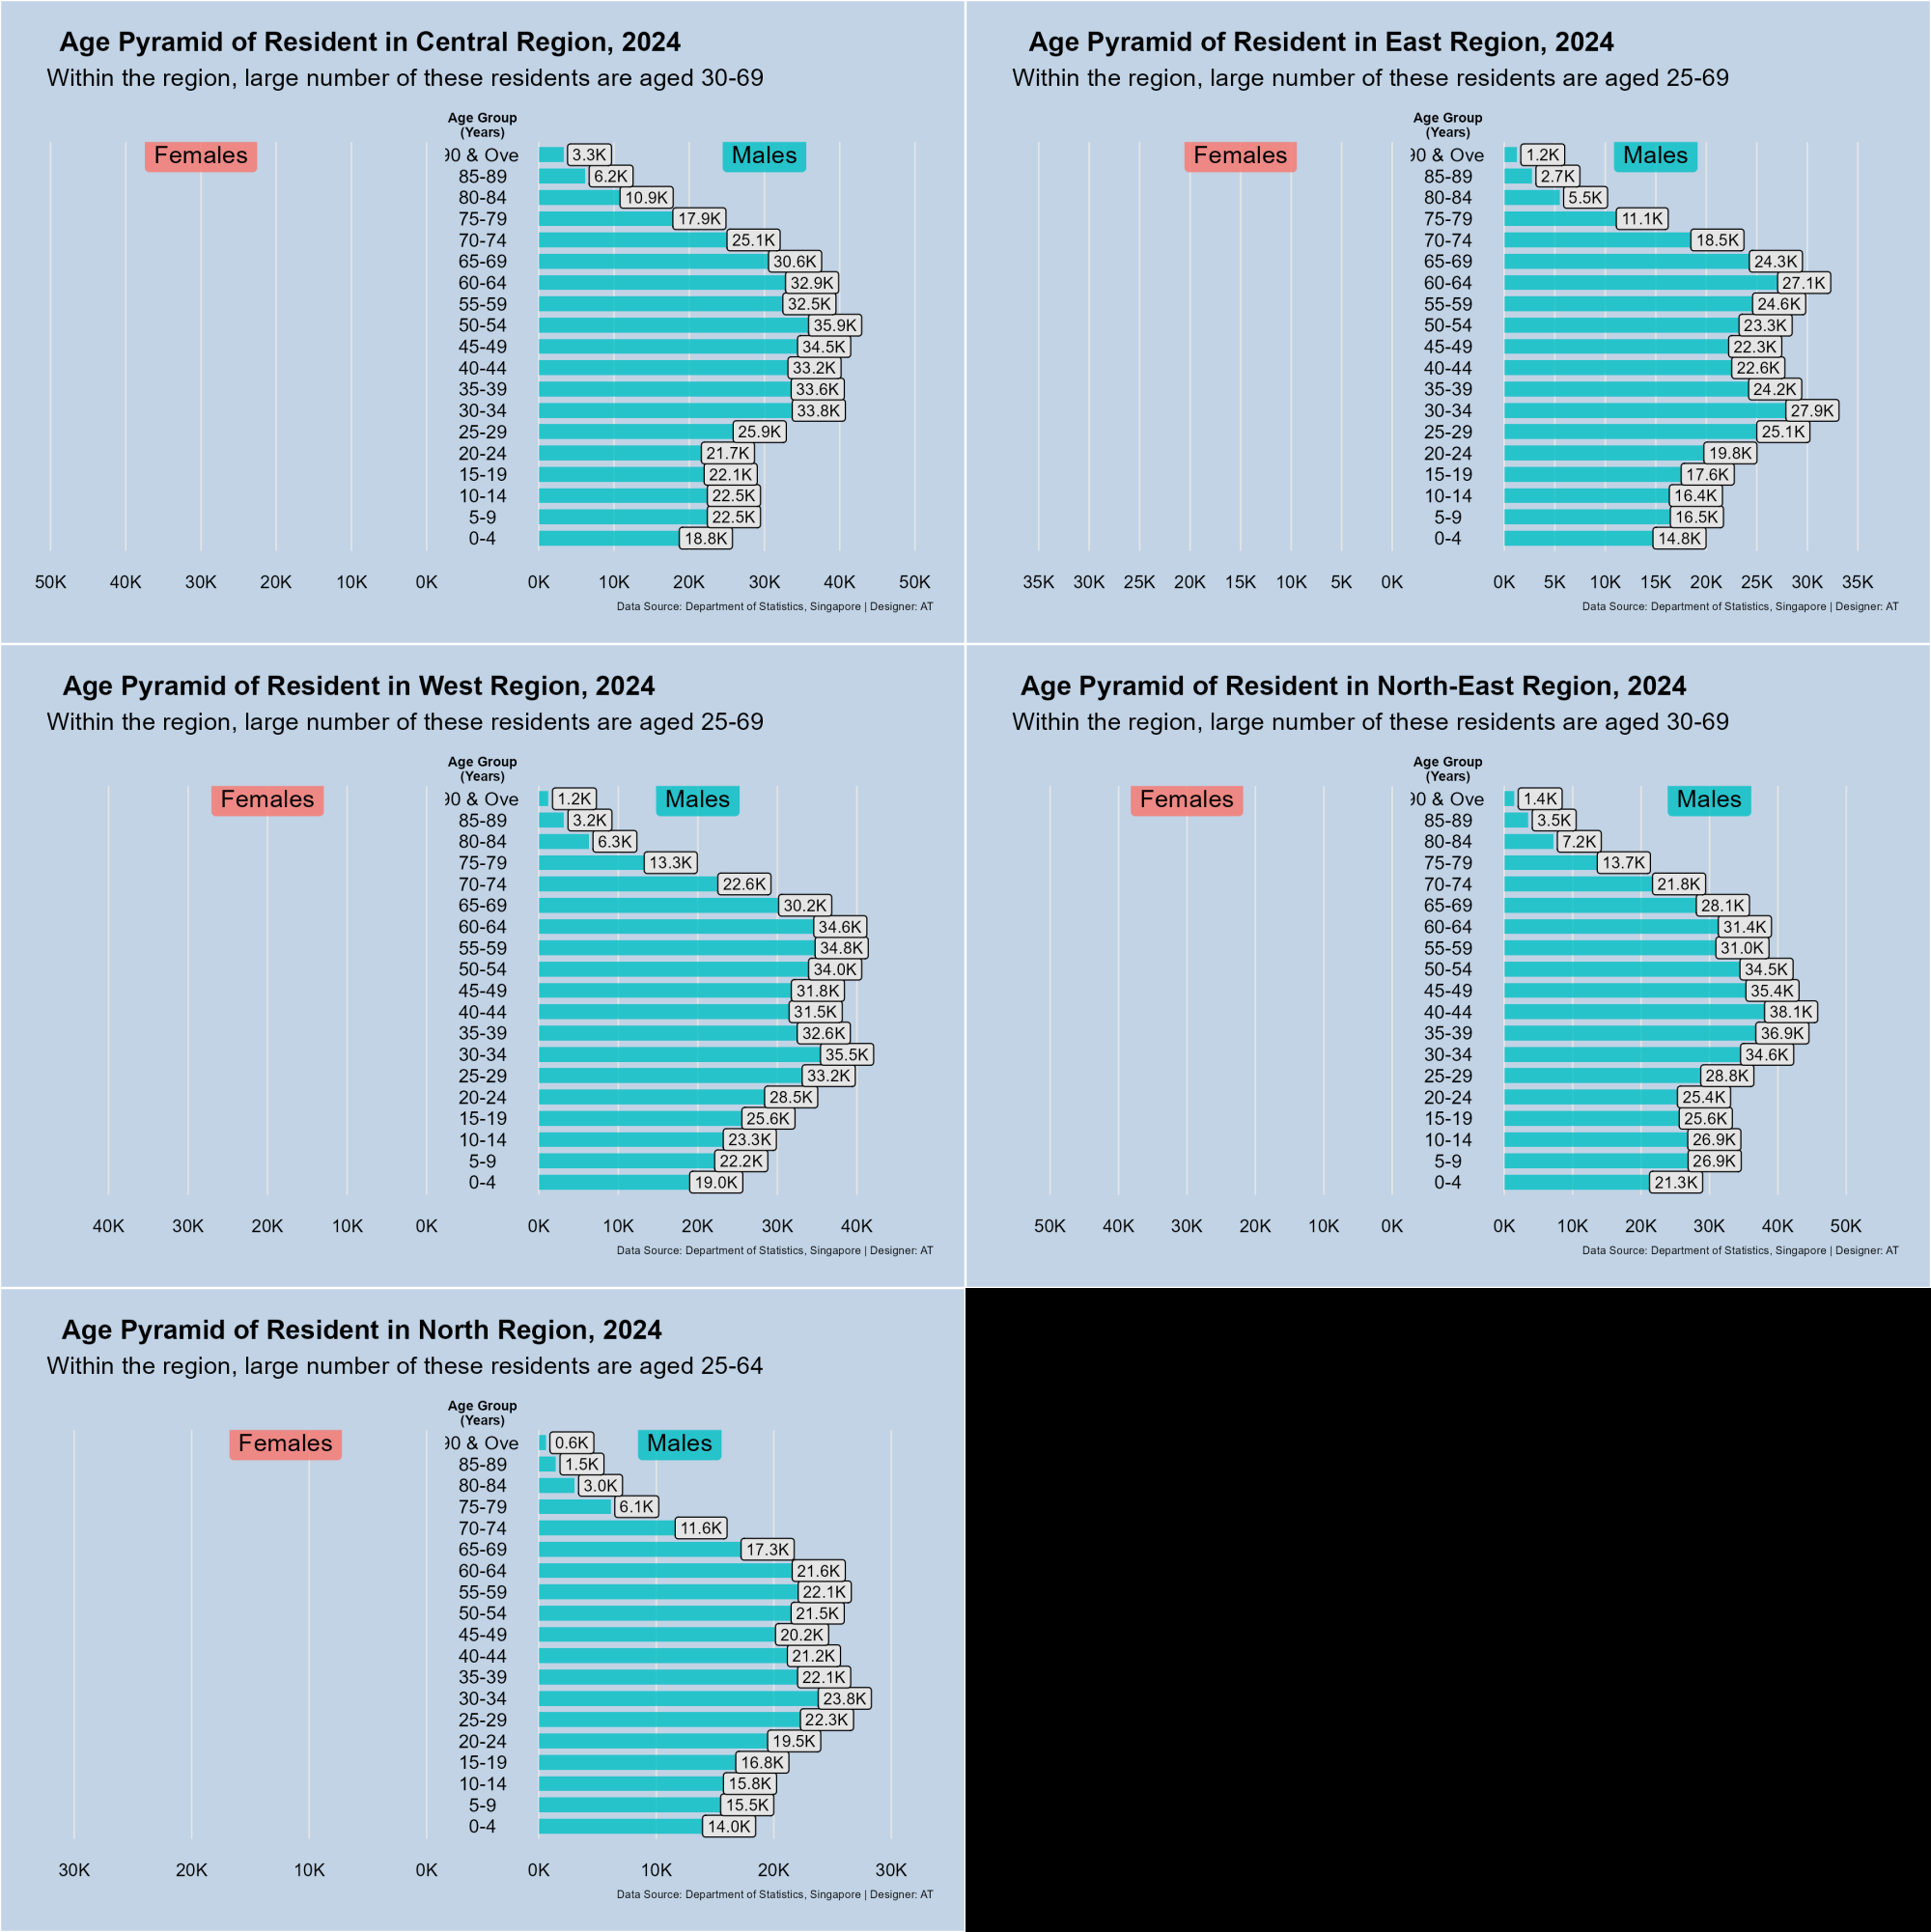 Age Pyramid of Resident in Central Region, 2024
Within the region, large number of these residents are aged 30-69
Age Group
(Years)
Females
Males
90 & Ove 3.3K
85-89 6.2K
80-84 10.9K
75-79 17.9K
70-74 25.1K
65-69 30.6K
60-64 32.9K
55-59 32.5K
50-54 35.9K
45-49 34.5K
40-44 33.2K
35-39 33.6K
30-34 33.8K
25-29 25.9K
20-24 21.7K
15-19 22.1K
10-14 22.5K
5-9 22.5K
0-4 18.8K
50K 40K 30K 20K 10K 0K 0K 10K 20K 30K 40K 50K
Data Source: Department of Statistics, Singapore | Designer: AT
Age Pyramid of Resident in East Region, 2024
Within the region, large number of these residents are aged 25-69
Age Group
(Years)
Females
Males
90 & Ove 1.2K
85-89 2.7K
80-84 5.5K
75-79 11.1K
70-74 18.5K
65-69 24.3K
60-64 27.1K
55-59 24.6K
50-54 23.3K
45-49 22.3K
40-44 22.6K
35-39 24.2K
30-34 27.9K
25-29 25.1K
20-24 19.8K
15-19 17.6K
10-14 16.4K
5-9 16.5K
0-4 14.8K
35K 30K 25K 20K 15K 10K 5K 0K 0K 5K 10K 15K 20K 25K 30K 35K
Data Source: Department of Statistics, Singapore | Designer: AT
Age Pyramid of Resident in West Region, 2024
Within the region, large number of these residents are aged 25-69
Age Group
(Years)
Females
Males
90 & Ove 1.2K
85-89 3.2K
80-84 6.3K
75-79 13.3K
70-74 22.6K
65-69 30.2K
60-64 34.6K
55-59 34.8K
50-54 34.0K
45-49 31.8K
40-44 31.5K
35-39 32.6K
30-34 35.5K
25-29 33.2K
20-24 28.5K
15-19 25.6K
10-14 23.3K
5-9 22.2K
0-4 19.0K
40K 30K 20K 10K 0K 0K 10K 20K 30K 40K
Data Source: Department of Statistics, Singapore | Designer: AT
Age Pyramid of Resident in North-East Region, 2024
Within the region, large number of these residents are aged 30-69
Age Group
(Years)
Females
Males
90 & Ove 1.4K
85-89 3.5K
80-84 7.2K
75-79 13.7K
70-74 21.8K
65-69 28.1K
60-64 31.4K
55-59 31.0K
50-54 34.5K
45-49 35.4K
40-44 38.1K
35-39 36.9K
30-34 34.6K
25-29 28.8K
20-24 25.4K
15-19 25.6K
10-14 26.9K
5-9 26.9K
0-4 21.3K
50K 40K 30K 20K 10K 0K 0K 10K 20K 30K 40K 50K
Data Source: Department of Statistics, Singapore | Designer: AT
Age Pyramid of Resident in North Region, 2024
Within the region, large number of these residents are aged 25-64
Age Group
(Years)
Females
Males
90 & Ove 0.6K
85-89 1.5K
80-84 3.0K
75-79 6.1K
70-74 11.6K
65-69 17.3K
60-64 21.6K
55-59 22.1K
50-54 21.5K
45-49 20.2K
40-44 21.2K
35-39 22.1K
30-34 23.8K
25-29 22.3K
20-24 19.5K
15-19 16.8K
10-14 15.8K
5-9 15.5K
0-4 14.0K
30K 20K 10K 0K 0K 10K 20K 30K
Data Source: Department of Statistics, Singapore | Designer: AT